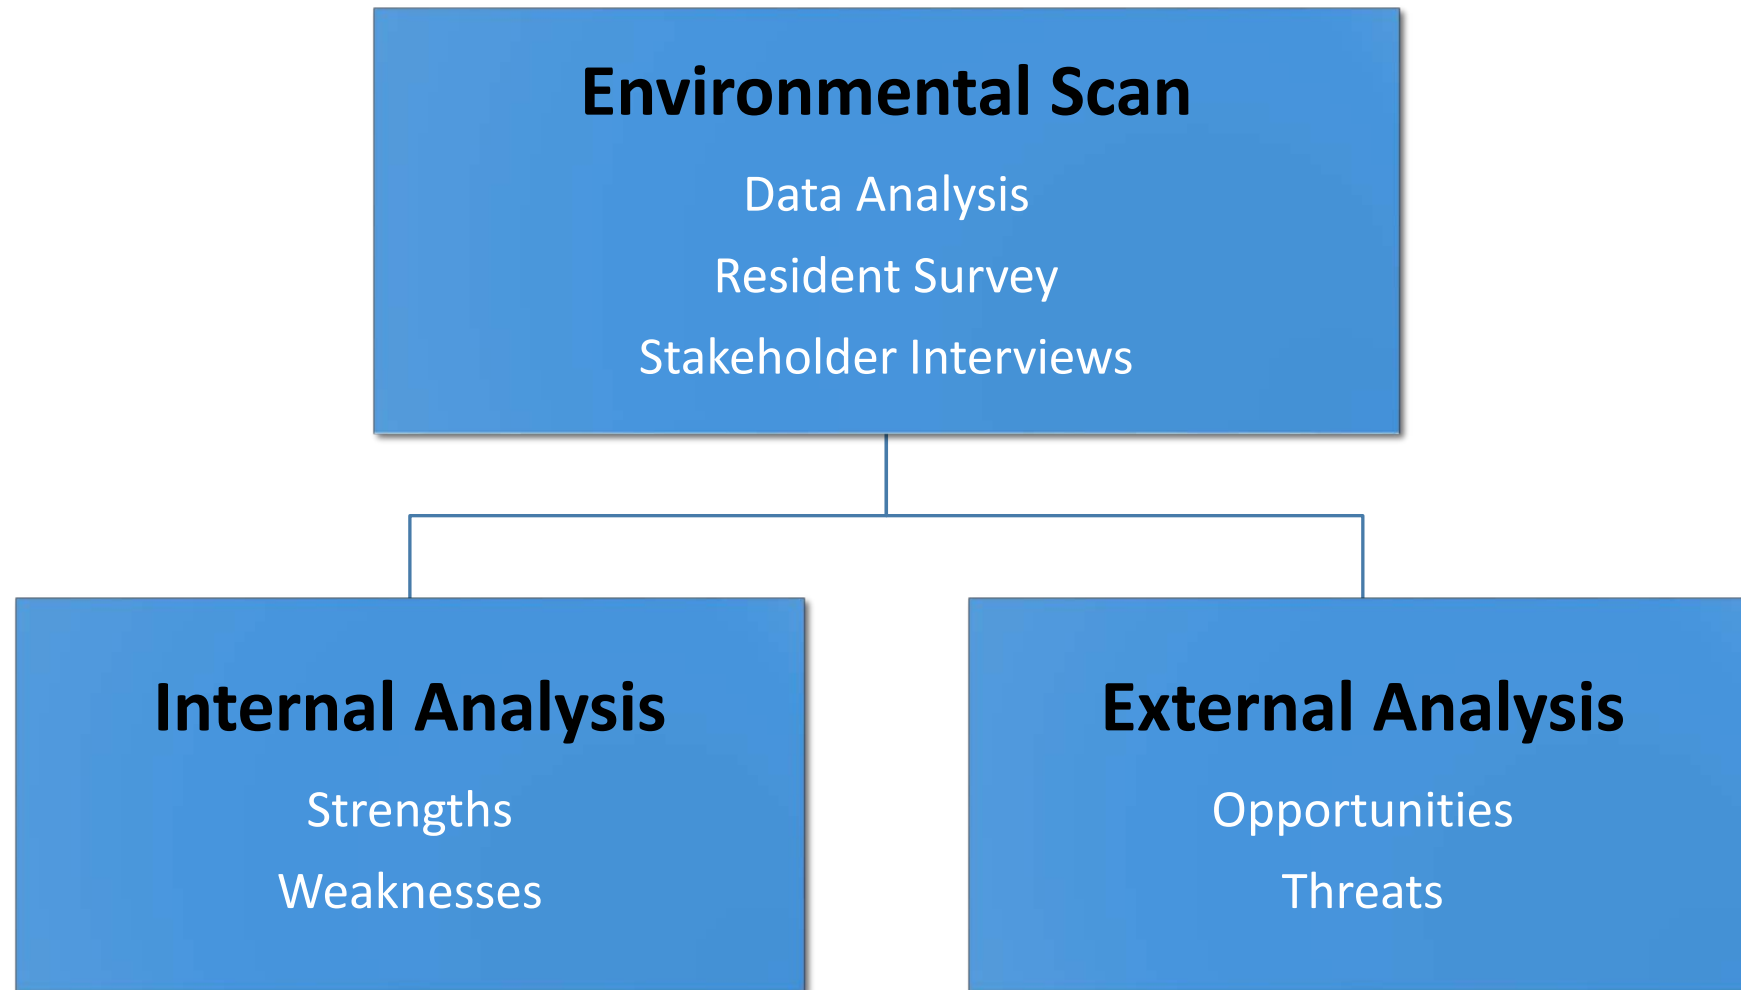 Environmental Scan
Data Analysis
Resident Survey
Stakeholder Interviews
Internal Analysis
Strengths
Weaknesses
External Analysis
Opportunities
Threats